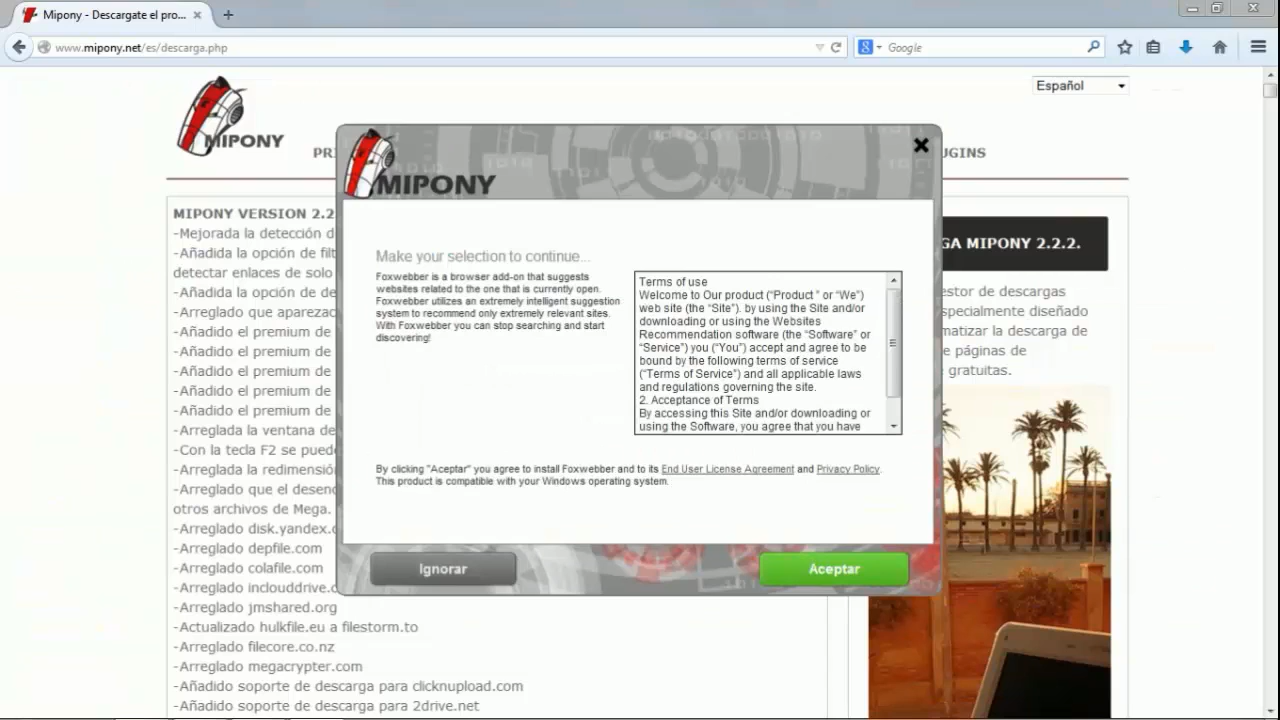 Mipony - Descargate el pro...
www.mipony.net/es/descarga.php
Google
MIPONY
Español
PRI
UGINS
MIPONY
MIPONY VERSION 2.2
-Mejorada la detección d
-Añadida la opción de filt
detectar enlaces de solo
-Añadida la opción de de
-Arreglado que aparezac
-Añadido el premium de
-Añadido el premium de
-Añadido el premium de
-Añadido el premium de
-Añadido el premium de
-Arreglada la ventana de
-Con la tecla F2 se puede
-Arreglada la redimensió
-Arreglado que el desenc
otros archivos de Mega.
-Arreglado disk.yandex.c
-Arreglado depfile.com
-Arreglado colafile.com
-Arreglado inclouddrive.c
-Arreglado jmshared.org
-Actualizado hulkfile.eu a filestorm.to
-Arreglado filecore.co.nz
-Arreglado megacrypter.com
-Añadido soporte de descarga para clicknupload.com
-Añadido soporte de descarga para 2drive.net
Make your selection to continue...
Foxwebber is a browser add-on that suggests
websites related to the one that is currently open.
Foxwebber utilizes an extremely intelligent suggestion
system to recommend only extremely relevant sites.
With Foxwebber you can stop searching and start
discovering!
Terms of use
Welcome to Our product ("Product " or "We")
web site (the "Site"). by using the Site and/or
downloading or using the Websites
Recommendation software (the "Software" or
"Service") you ("You") accept and agree to be
bound by the following terms of service
("Terms of Service") and all applicable laws
and regulations governing the site.
2. Acceptance of Terms
By accessing this Site and/or downloading or
using the Software, you agree that you have
By clicking "Aceptar" you agree to install Foxwebber and to its End User License Agreement and Privacy Policy.
This product is compatible with your Windows operating system.
Ignorar
Aceptar
GA MIPONY 2.2.2.
estor de descargas
specialmente diseñado
matizar la descarga de
e páginas de
gratuitas.